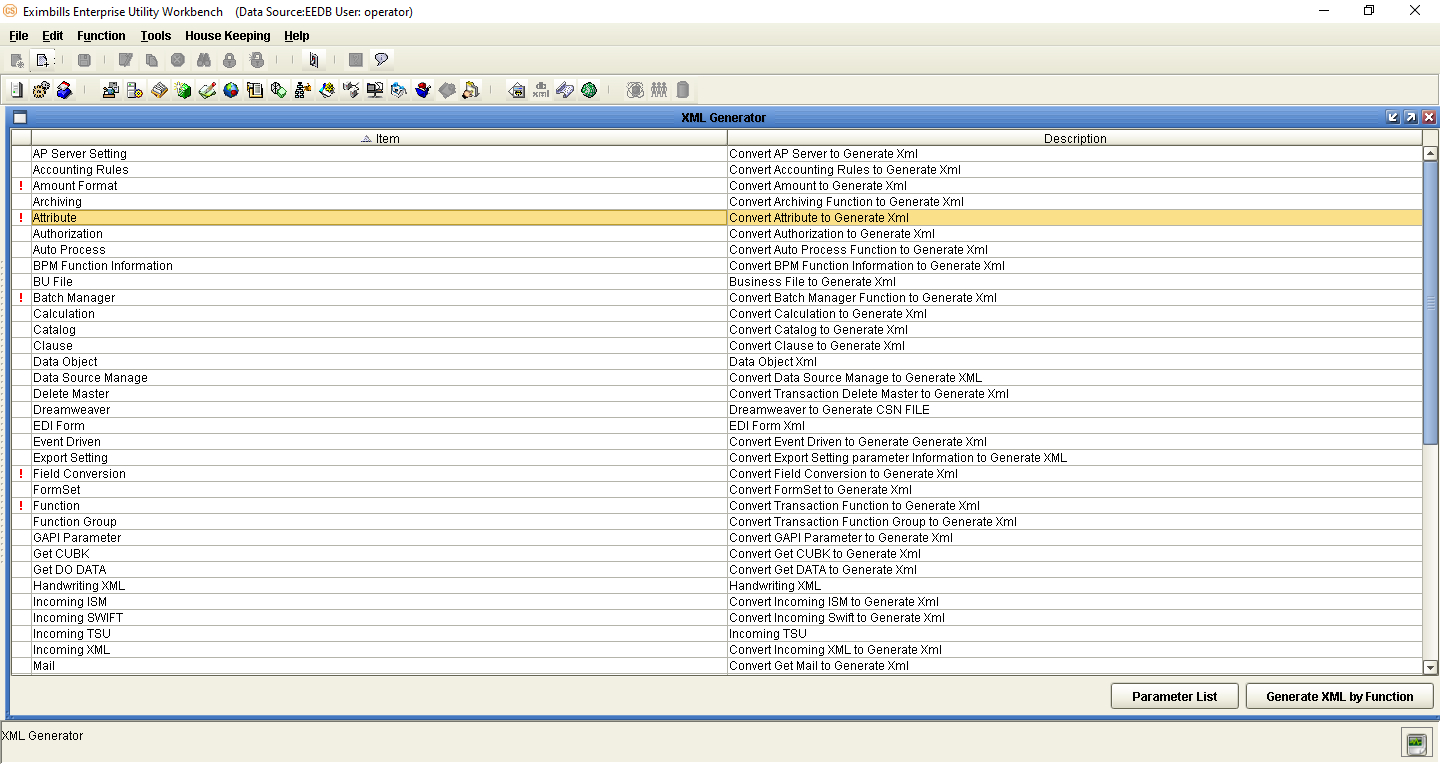 Eximbills Enterprise Utility Workbench (Data Source:EEDB User: operator)
File Edit Function Tools House Keeping Help
XML Generator
Item Description
AP Server Setting Convert AP Server to Generate Xml
Accounting Rules Convert Accounting Rules to Generate Xml
! Amount Format Convert Amount to Generate Xml
Archiving Convert Archiving Function to Generate Xml
! Attribute Convert Attribute to Generate Xml
Authorization Convert Authorization to Generate Xml
Auto Process Convert Auto Process Function to Generate Xml
BPM Function Information Convert BPM Function Information to Generate Xml
BU File Business File to Generate Xml
! Batch Manager Convert Batch Manager Function to Generate Xml
Calculation Convert Calculation to Generate Xml
Catalog Convert Catalog to Generate Xml
Clause Convert Clause to Generate Xml
Data Object Data Object Xml
Data Source Manage Convert Data Source Manage to Generate XML
Delete Master Convert Transaction Delete Master to Generate Xml
Dreamweaver Dreamweaver to Generate CSN FILE
EDI Form EDI Form Xml
Event Driven Convert Event Driven to Generate Generate Xml
Export Setting Convert Export Setting parameter Information to Generate XML
! Field Conversion Convert Field Conversion to Generate Xml
FormSet Convert FormSet to Generate Xml
! Function Convert Transaction Function to Generate Xml
Function Group Convert Transaction Function Group to Generate Xml
GAPI Parameter Convert GAPI Parameter to Generate Xml
Get CUBK Convert Get CUBK to Generate Xml
Get DO DATA Convert Get DATA to Generate Xml
Handwriting XML Handwriting XML
Incoming ISM Convert Incoming ISM to Generate Xml
Incoming SWIFT Convert Incoming Swift to Generate Xml
Incoming TSU Incoming TSU
Incoming XML Convert Incoming XML to Generate Xml
Mail Convert Get Mail to Generate Xml
Parameter List Generate XML by Function
XML Generator